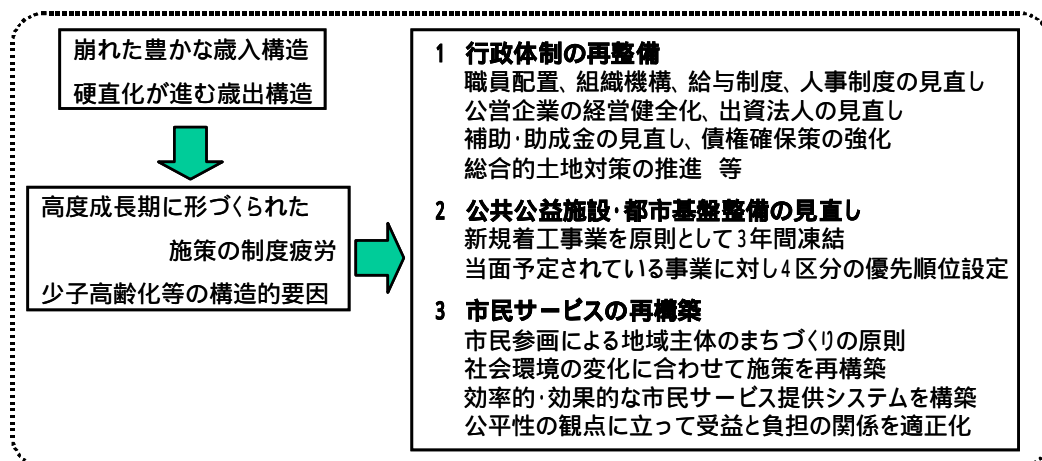 崩れた豊かな歳入構造
硬直化が進む歳出構造
高度成長期に形づくられた
施策の制度疲労
少子高齢化等の構造的要因
1 行政体制の再整備
職員配置、組織機構、給与制度、人事制度の見直し
公営企業の経営健全化、出資法人の見直し
補助・助成金の見直し、債権確保策の強化
総合的土地対策の推進 等
2 公共公益施設・都市基盤整備の見直し
新規着工事業を原則として3年間凍結
当面予定されている事業に対し4区分の優先順位設定
3 市民サービスの再構築
市民参画による地域主体のまちづくりの原則
社会環境の変化に合わせて施策を再構築
効率的・効果的な市民サービス提供システムを構築
公平性の観点に立って受益と負担の関係を適正化